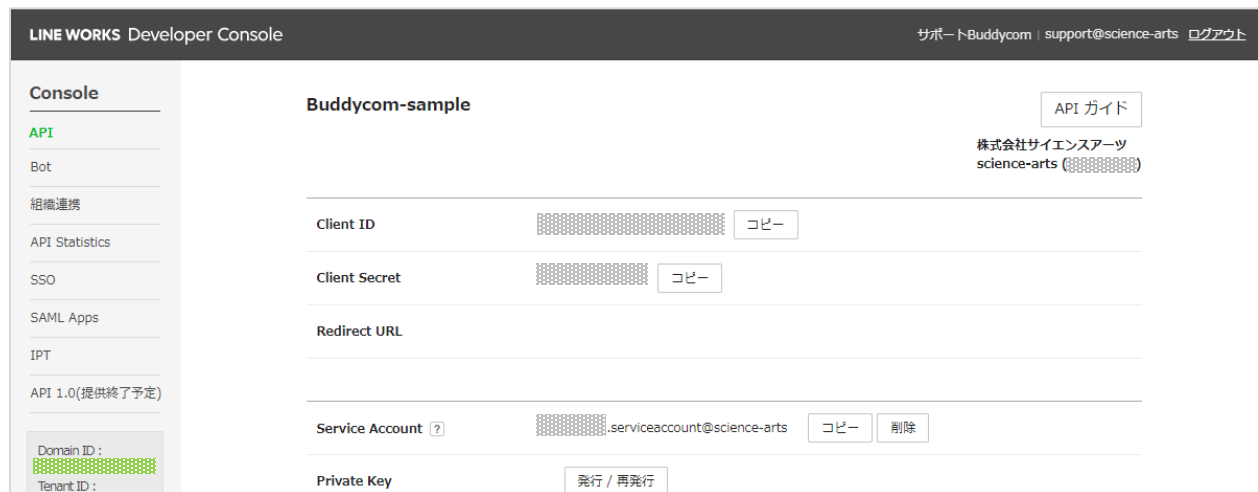 LINE WORKS Developer Console
サポートBuddycom | support@science-arts ログアウト
Console
API
Bot
組織連携
API Statistics
SSO
SAML Apps
IPT
API 1.0(提供終了予定)
Domain ID :
Tenant ID :
Buddycom-sample
API ガイド
株式会社サイエンスアーツ
science-arts ( )
Client ID コピー
Client Secret コピー
Redirect URL
Service Account ? .serviceaccount@science-arts コピー 削除
Private Key 発行 / 再発行